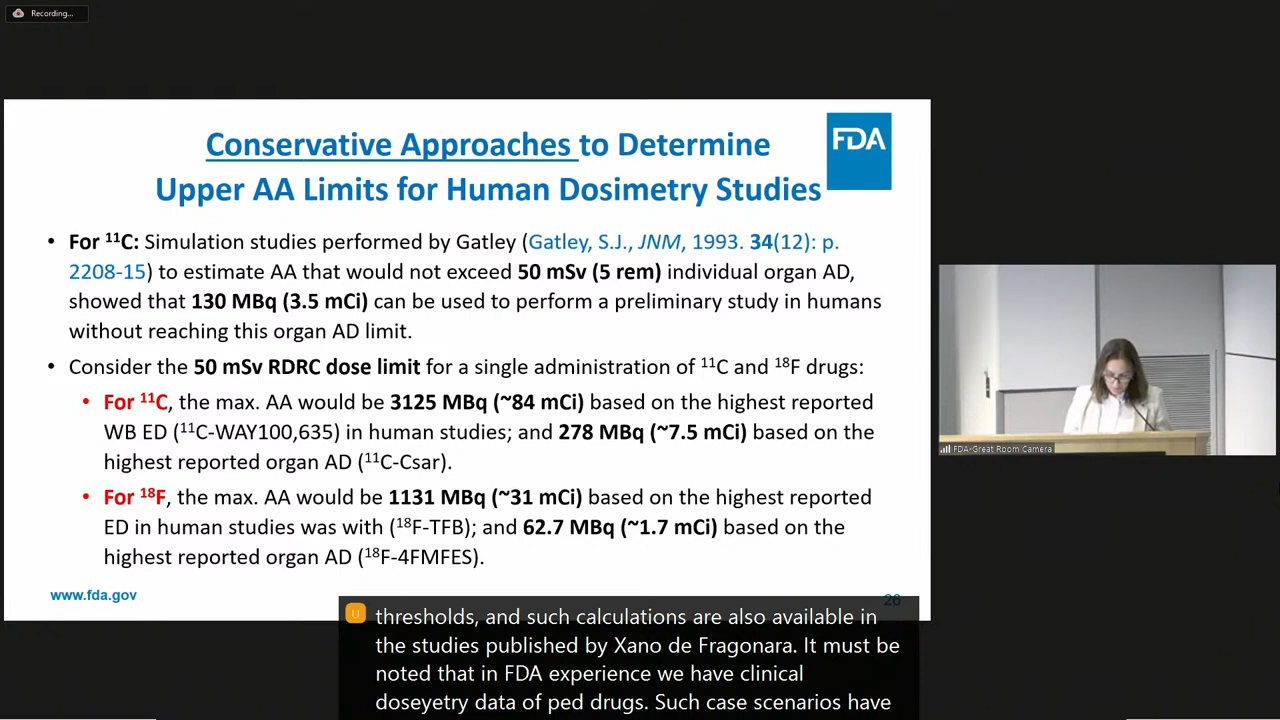 Recording...
Conservative Approaches to Determine
Upper AA Limits for Human Dosimetry Studies
FDA
• For ¹¹C: Simulation studies performed by Gatley (Gatley, S.J., JNM, 1993. 34(12): p.
2208-15) to estimate AA that would not exceed 50 mSv (5 rem) individual organ AD,
showed that 130 MBq (3.5 mCi) can be used to perform a preliminary study in humans
without reaching this organ AD limit.
• Consider the 50 mSv RDRC dose limit for a single administration of ¹¹C and ¹⁸F drugs:
• For ¹¹C, the max. AA would be 3125 MBq (~84 mCi) based on the highest reported
WB ED (¹¹C-WAY100,635) in human studies; and 278 MBq (~7.5 mCi) based on the
highest reported organ AD (¹¹C-Csar).
• For ¹⁸F, the max. AA would be 1131 MBq (~31 mCi) based on the highest reported
ED in human studies was with (¹⁸F-TFB); and 62.7 MBq (~1.7 mCi) based on the
highest reported organ AD (¹⁸F-4FMFES).
www.fda.gov
26
FDA-Great Room Camera
U
thresholds, and such calculations are also available in
the studies published by Xano de Fragonara. It must be
noted that in FDA experience we have clinical
doseyetry data of ped drugs. Such case scenarios have